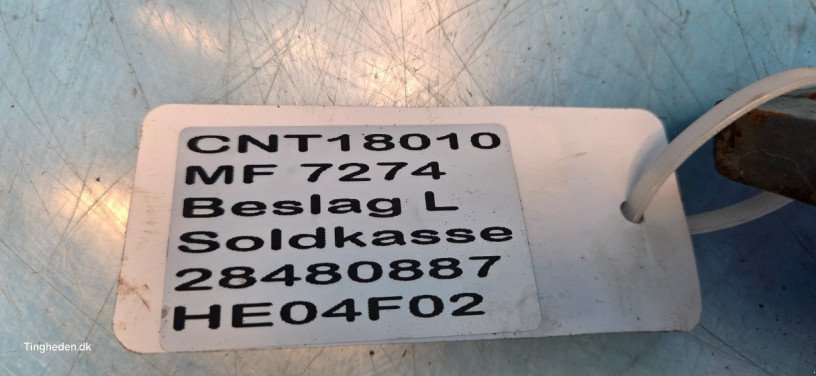 CNT18010
MF 7274
Beslag L
Soldkasse
28480887
HE04F02
Tingheden.dk